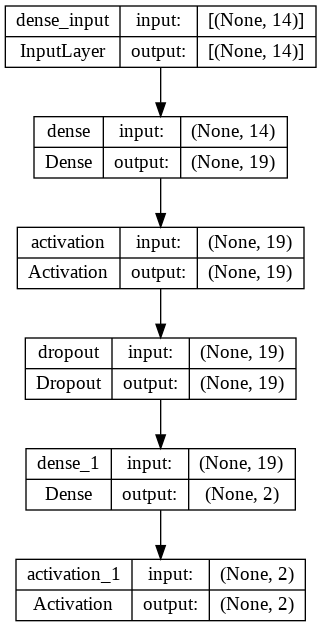 dense_input input: [(None, 14)]
InputLayer output: [(None, 14)]
dense input: (None, 14)
Dense output: (None, 19)
activation input: (None, 19)
Activation output: (None, 19)
dropout input: (None, 19)
Dropout output: (None, 19)
dense_1 input: (None, 19)
Dense output: (None, 2)
activation_1 input: (None, 2)
Activation output: (None, 2)